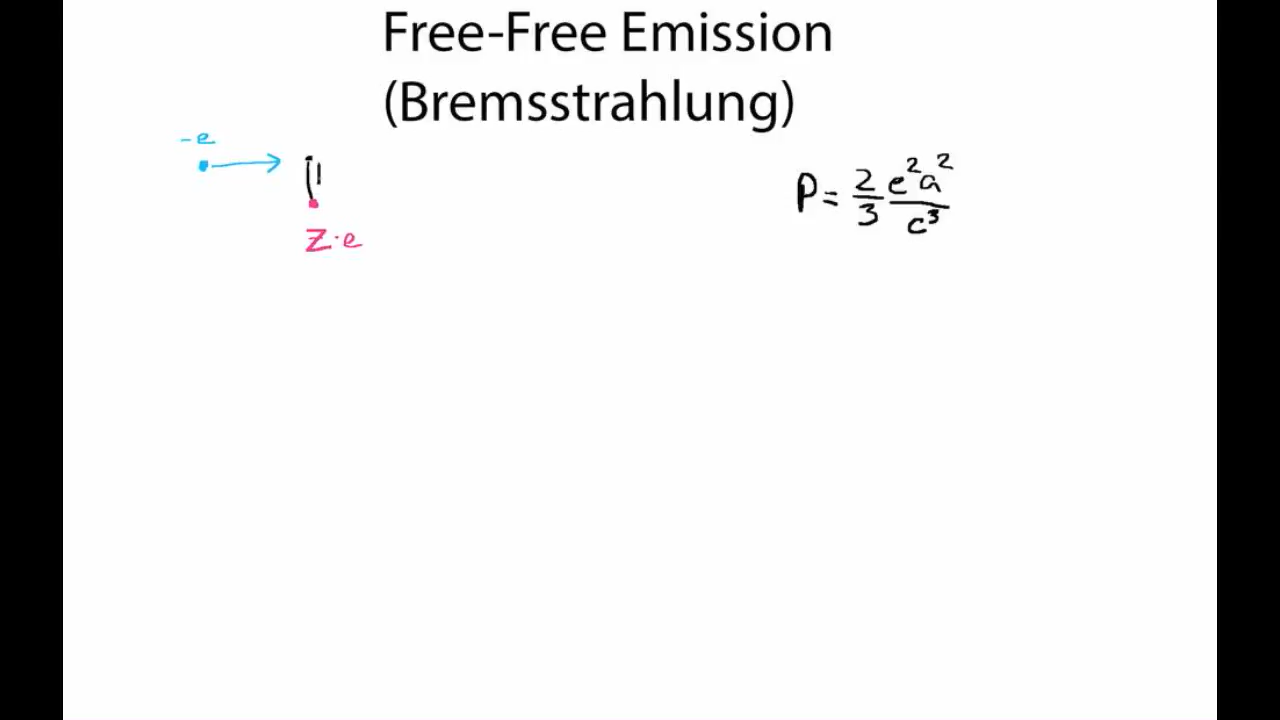 Free-Free Emission
(Bremsstrahlung)
-e
Z·e
P = 2/3 e²a²/c³